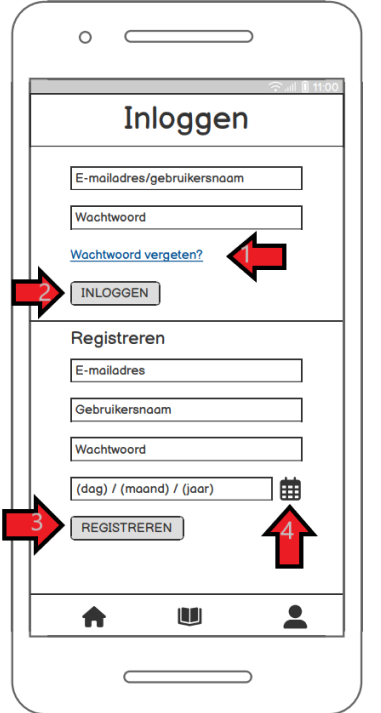 11:00
Inloggen
E-mailadres/gebruikersnaam
Wachtwoord
Wachtwoord vergeten?
1
2
INLOGGEN
Registreren
E-mailadres
Gebruikersnaam
Wachtwoord
(dag) / (maand) / (jaar)
3
REGISTREREN
4